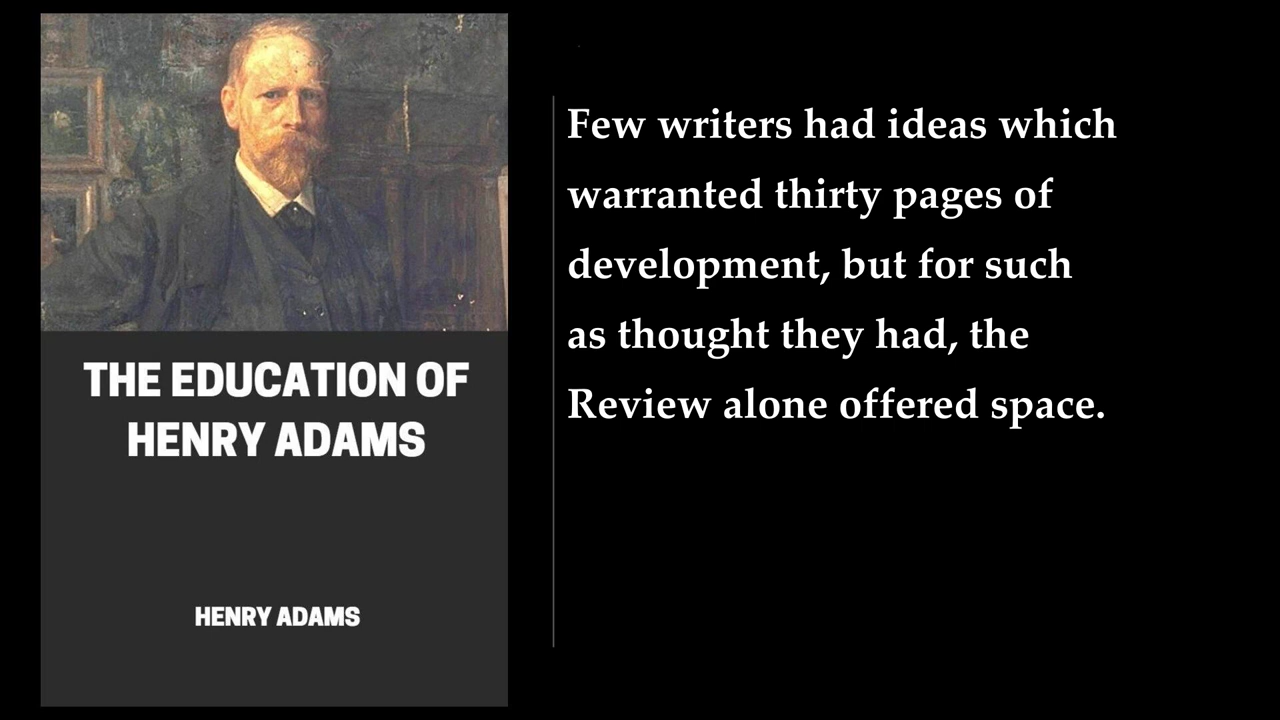 THE EDUCATION OF
HENRY ADAMS
HENRY ADAMS
Few writers had ideas which
warranted thirty pages of
development, but for such
as thought they had, the
Review alone offered space.